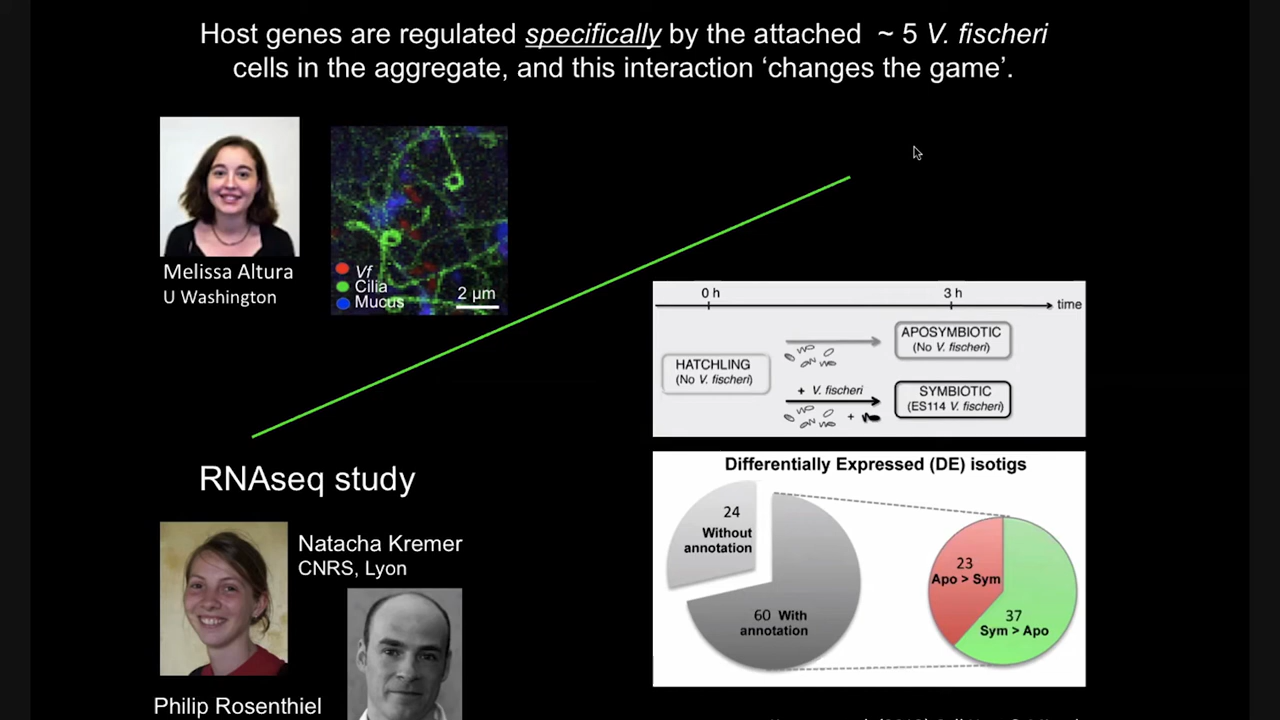 Host genes are regulated specifically by the attached ~ 5 V. fischeri
cells in the aggregate, and this interaction ‘changes the game’.
Melissa Altura
U Washington
Vf
Cilia
Mucus
2 µm
0 h
3 h
time
HATCHLING
(No V. fischeri)
APOSYMBIOTIC
(No V. fischeri)
+ V. fischeri
+
SYMBIOTIC
(ES114 V. fischeri)
RNAseq study
Natacha Kremer
CNRS, Lyon
Philip Rosenthiel
Differentially Expressed (DE) isotigs
24
Without
annotation
60 With
annotation
23
Apo > Sym
37
Sym > Apo